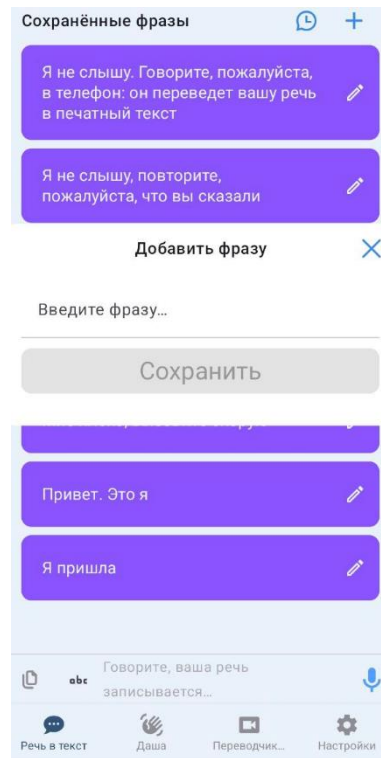 Сохранённые фразы
Я не слышу. Говорите, пожалуйста,
в телефон: он переведет вашу речь
в печатный текст
Я не слышу, повторите,
пожалуйста, что вы сказали
Добавить фразу
Введите фразу...
Сохранить
Привет. Это я
Я пришла
abc
Говорите, ваша речь
записывается...
Речь в текст
Даша
Переводчик...
Настройки